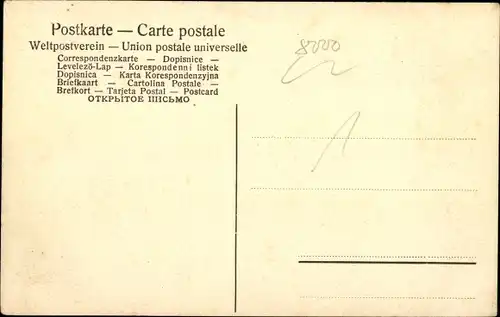 Postkarte — Carte postale
Weltpostverein — Union postale universelle
Correspondenzkarte — Dopisnice —
Levelező-Lap — Korespondenni lístek
Dopisnica — Karta Korespondenzyjna
Briefkaart — Cartolina Postale —
Brefkort — Tarjeta Postal — Postcard
ОТКРЫТОЕ ПИСЬМО
8000